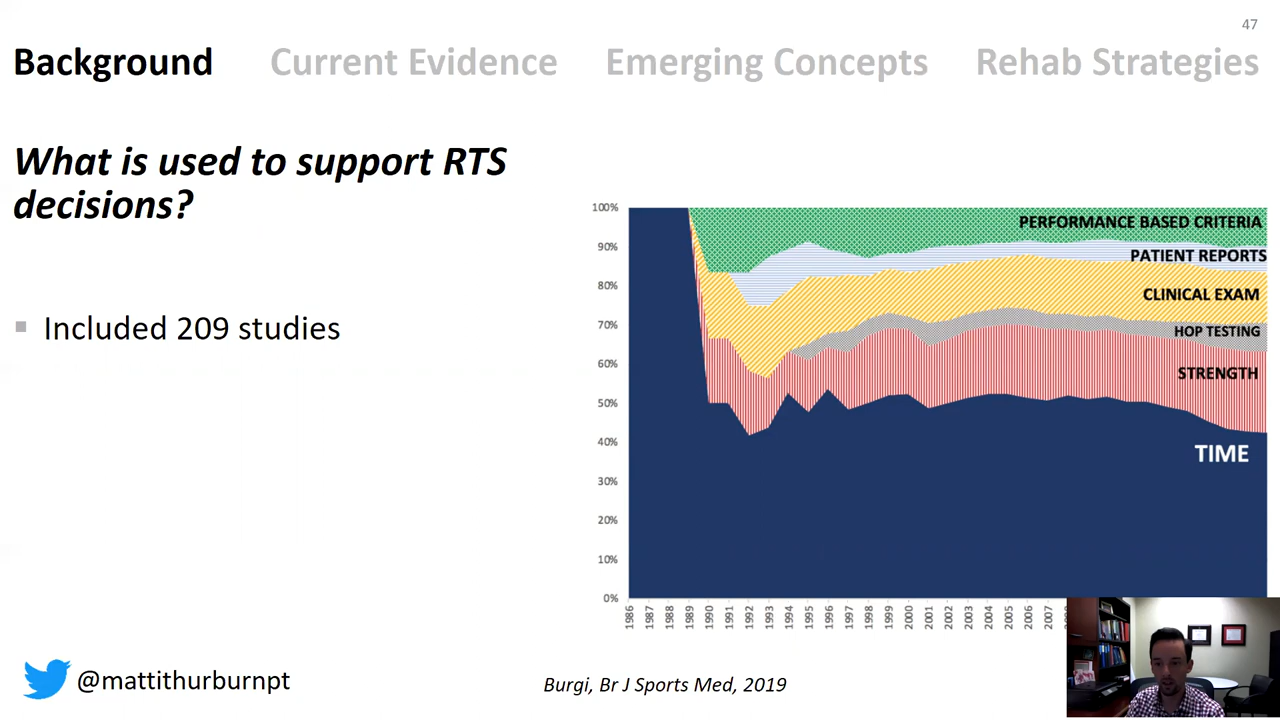 47
Background Current Evidence Emerging Concepts Rehab Strategies
What is used to support RTS
decisions?
Included 209 studies
100%
90%
80%
70%
60%
50%
40%
30%
20%
10%
0%
PERFORMANCE BASED CRITERIA
PATIENT REPORTS
CLINICAL EXAM
HOP TESTING
STRENGTH
TIME
1986
1987
1988
1989
1990
1991
1992
1993
1994
1995
1996
1997
1998
1999
2000
2001
2002
2003
2004
2005
2006
2007
@mattithurburnpt
Burgi, Br J Sports Med, 2019